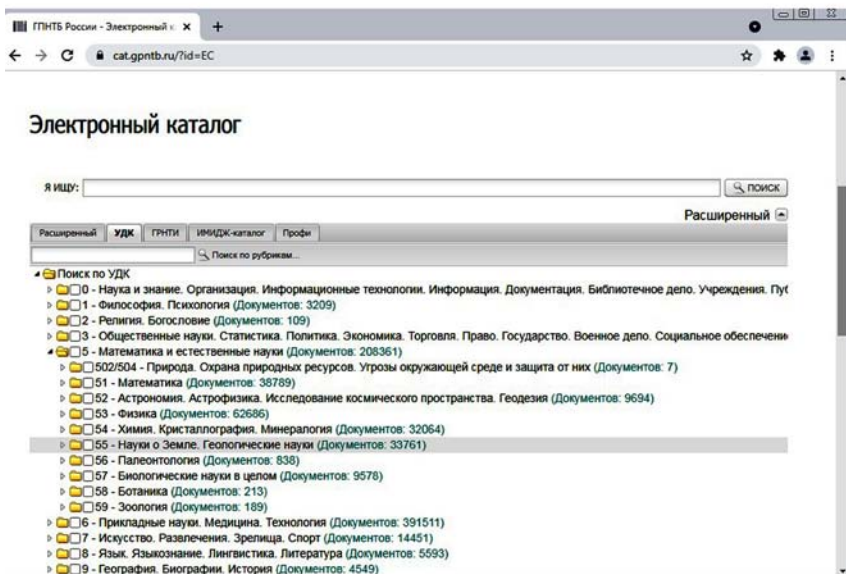 ГПНТБ России - Электронный к
cat.gpntb.ru/?id=EC
Электронный каталог
Я ИЩУ:
ПОИСК
Расширенный
Расширенный УДК ГРНТИ ИМИДЖ-каталог Профи
Поиск по рубрикам...
Поиск по УДК
0 - Наука и знание. Организация. Информационные технологии. Информация. Документация. Библиотечное дело. Учреждения. Пуб
1 - Философия. Психология (Документов: 3209)
2 - Религия. Богословие (Документов: 109)
3 - Общественные науки. Статистика. Политика. Экономика. Торговля. Право. Государство. Военное дело. Социальное обеспечени
5 - Математика и естественные науки (Документов: 208361)
502/504 - Природа. Охрана природных ресурсов. Угрозы окружающей среде и защита от них (Документов: 7)
51 - Математика (Документов: 38789)
52 - Астрономия. Астрофизика. Исследование космического пространства. Геодезия (Документов: 9694)
53 - Физика (Документов: 62686)
54 - Химия. Кристаллография. Минералогия (Документов: 32064)
55 - Науки о Земле. Геологические науки (Документов: 33761)
56 - Палеонтология (Документов: 838)
57 - Биологические науки в целом (Документов: 9578)
58 - Ботаника (Документов: 213)
59 - Зоология (Документов: 189)
6 - Прикладные науки. Медицина. Технология (Документов: 391511)
7 - Искусство. Развлечения. Зрелища. Спорт (Документов: 14451)
8 - Язык. Языкознание. Лингвистика. Литература (Документов: 5593)
9 - География. Биографии. История (Документов: 4549)